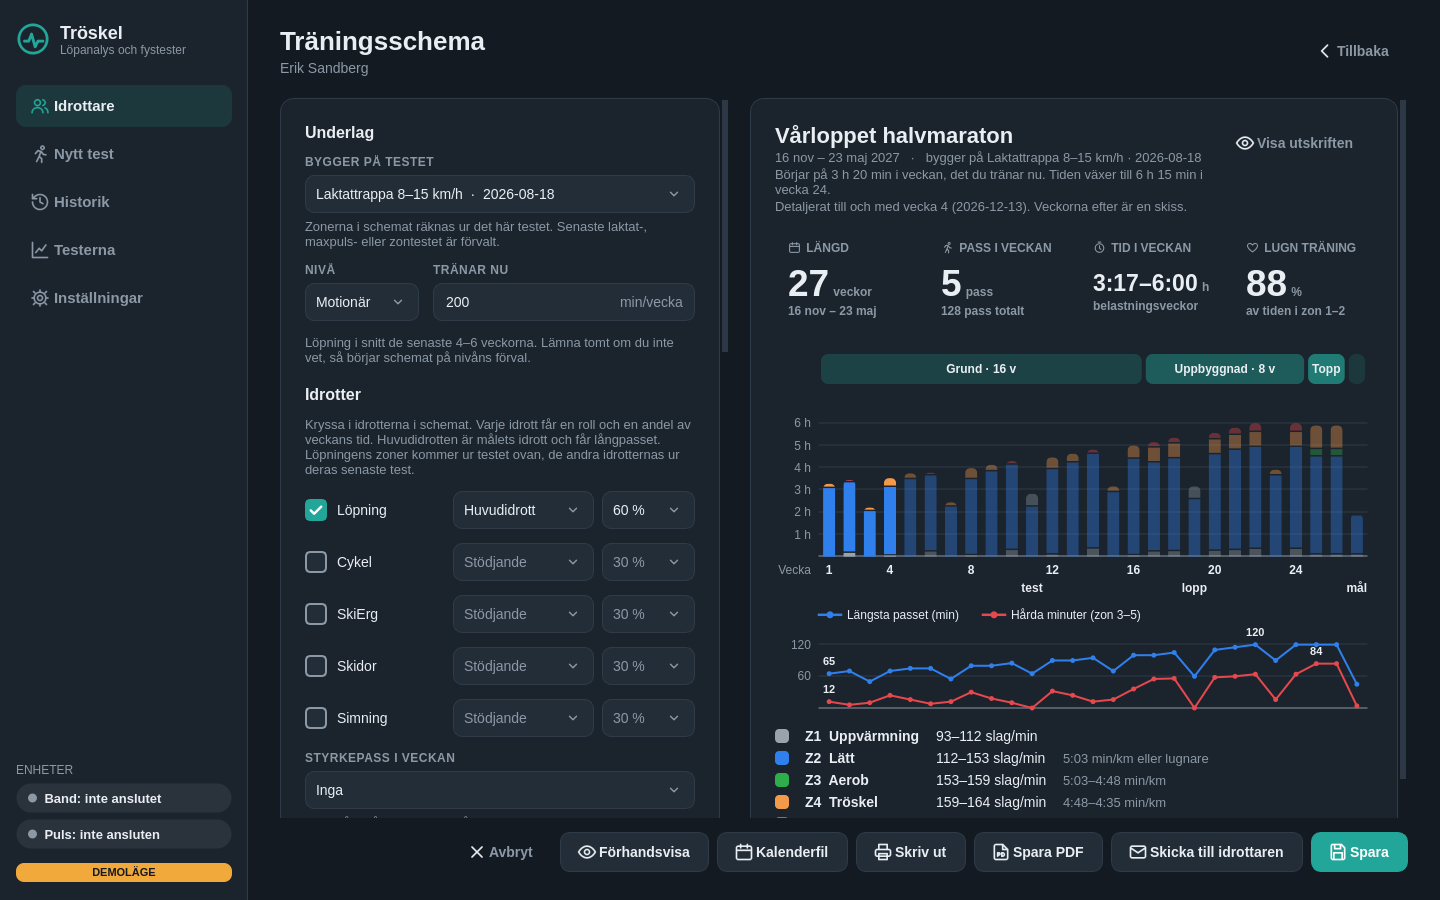 Tröskel
Löpanalys och fystester
Idrottare
Nytt test
Historik
Testerna
Inställningar
ENHETER
Band: inte anslutet
Puls: inte ansluten
DEMOLÄGE
Träningsschema
Erik Sandberg
Tillbaka
Underlag
BYGGER PÅ TESTET
Laktattrappa 8–15 km/h · 2026-08-18
Zonerna i schemat räknas ur det här testet. Senaste laktat-,
maxpuls- eller zontestet är förvalt.
NIVÅ TRÄNAR NU
Motionär 200 min/vecka
Löpning i snitt de senaste 4–6 veckorna. Lämna tomt om du inte
vet, så börjar schemat på nivåns förval.
Idrotter
Kryssa i idrotterna i schemat. Varje idrott får en roll och en andel av
veckans tid. Huvudidrotten är målets idrott och får långpasset.
Löpningens zoner kommer ur testet ovan, de andra idrotternas ur
deras senaste test.
Löpning Huvudidrott 60 %
Cykel Stödjande 30 %
SkiErg Stödjande 30 %
Skidor Stödjande 30 %
Simning Stödjande 30 %
STYRKEPASS I VECKAN
Inga
Vårloppet halvmaraton
Visa utskriften
16 nov – 23 maj 2027 · bygger på Laktattrappa 8–15 km/h · 2026-08-18
Börjar på 3 h 20 min i veckan, det du tränar nu. Tiden växer till 6 h 15 min i
vecka 24.
Detaljerat till och med vecka 4 (2026-12-13). Veckorna efter är en skiss.
LÄNGD PASS I VECKAN TID I VECKAN LUGN TRÄNING
27 veckor 5 pass 3:17–6:00 h 88 %
16 nov – 23 maj 128 pass totalt belastningsveckor av tiden i zon 1–2
Grund · 16 v Uppbyggnad · 8 v Topp
6 h
5 h
4 h
3 h
2 h
1 h
Vecka 1 4 8 12 16 20 24
test lopp mål
Längsta passet (min) Hårda minuter (zon 3–5)
120
120
65
84
60
12
Z1 Uppvärmning 93–112 slag/min
Z2 Lätt 112–153 slag/min 5:03 min/km eller lugnare
Z3 Aerob 153–159 slag/min 5:03–4:48 min/km
Z4 Tröskel 159–164 slag/min 4:48–4:35 min/km
Avbryt Förhandsvisa Kalenderfil Skriv ut Spara PDF Skicka till idrottaren Spara